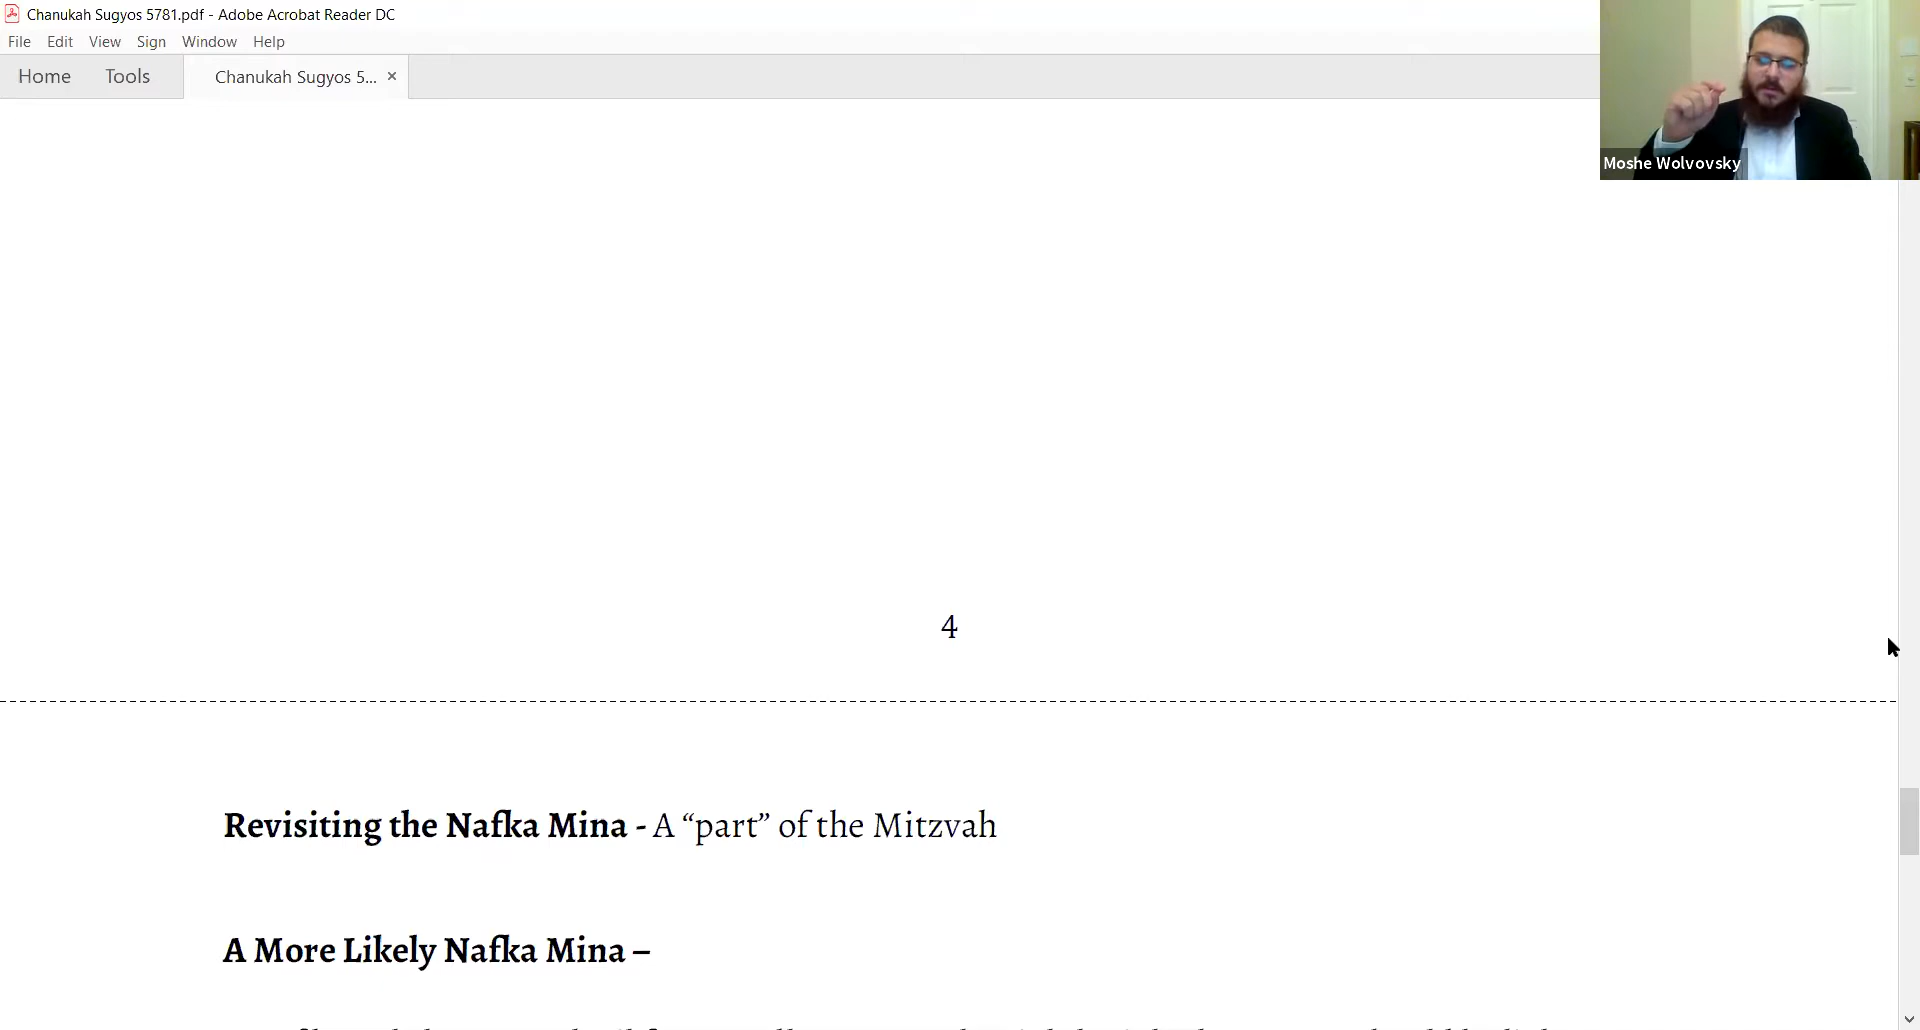 Chanukah Sugyos 5781.pdf - Adobe Acrobat Reader DC
File Edit View Sign Window Help
Home Tools Chanukah Sugyos 5... ×
Moshe Wolvovsky
4
Revisiting the Nafka Mina - A “part” of the Mitzvah
A More Likely Nafka Mina –